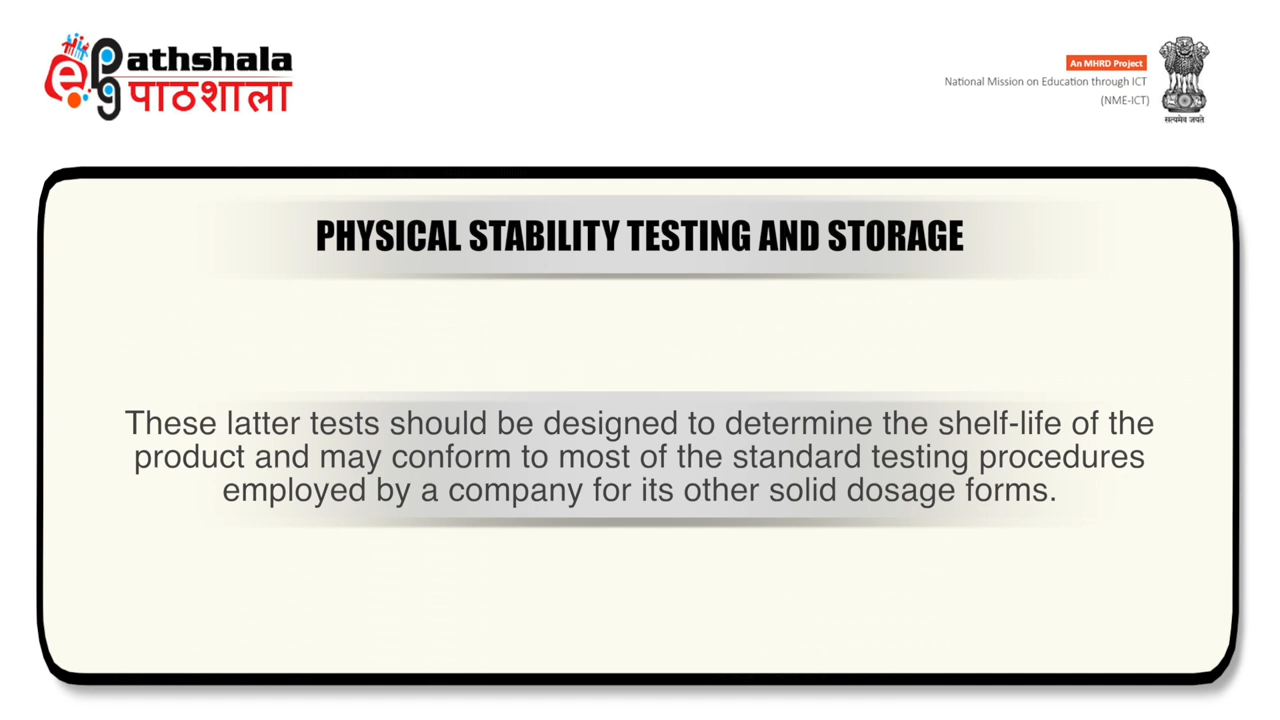 ePgathshala
पाठशाला
An MHRD Project
National Mission on Education through ICT
(NME-ICT)
सत्यमेव जयते
PHYSICAL STABILITY TESTING AND STORAGE
These latter tests should be designed to determine the shelf-life of the
product and may conform to most of the standard testing procedures
employed by a company for its other solid dosage forms.